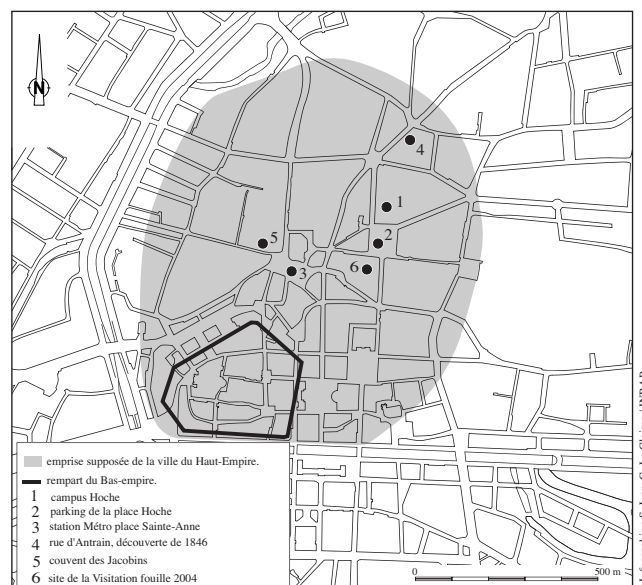 N
4
1
2
5
3
6
emprise supposée de la ville du Haut-Empire.
rempart du Bas-empire.
1 campus Hoche
2 parking de la place Hoche
3 station Métro place Sainte-Anne
4 rue d'Antrain, découverte de 1846
5 couvent des Jacobins
6 site de la Visitation fouille 2004
0 500 m
INRAP